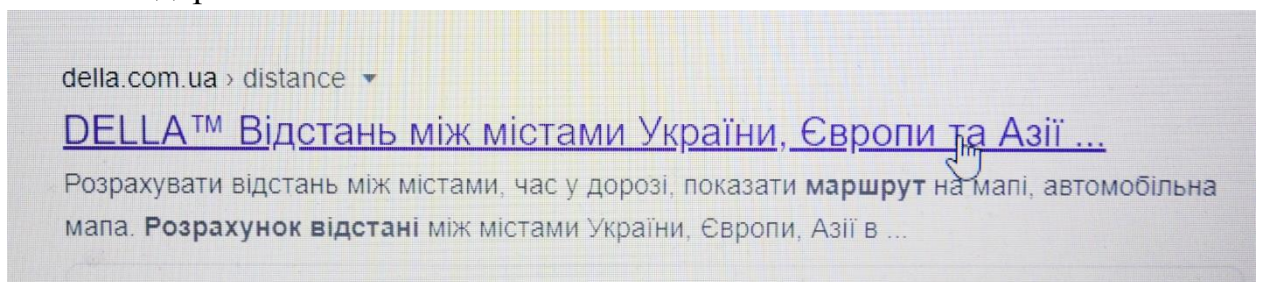 della.com.ua › distance
DELLA™ Відстань між містами України, Європи та Азії ...
Розрахувати відстань між містами, час у дорозі, показати маршрут на мапі, автомобільна
мапа. Розрахунок відстані між містами України, Європи, Азії в ...